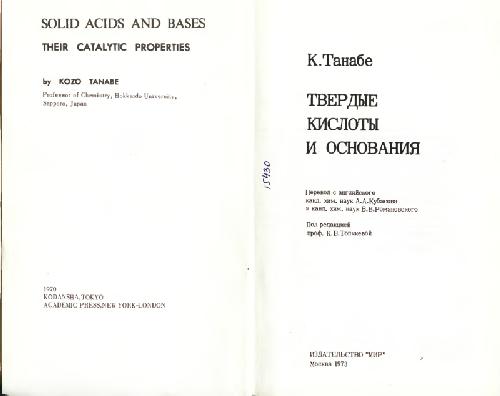 SOLID ACIDS AND BASES
THEIR CATALYTIC PROPERTIES
by KOZO TANABE
Professor of Chemistry, Hokkaido University,
Sapporo, Japan
1970
KODANSHA, TOKYO
ACADEMIC PRESS, NEW YORK-LONDON
15430
К.Танабе
ТВЕРДЫЕ
КИСЛОТЫ
И ОСНОВАНИЯ
Перевод с английского
канд. хим. наук А.А.Кубасова
и канд. хим. наук Б.В.Романовского
Под редакцией
проф. К.В.Топчиевой
ИЗДАТЕЛЬСТВО "МИР"
Москва 1973